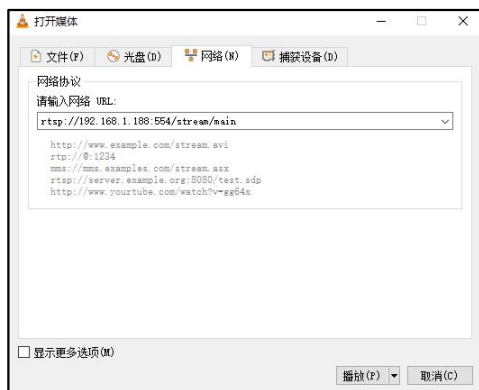 打开媒体
文件(F) 光盘(D) 网络(N) 捕获设备(D)
网络协议
请输入网络 URL:
rtsp://192.168.1.188:554/stream/main
http://www.example.com/stream.avi
rtp://@:1234
mms://mms.examples.com/stream.asx
rtsp://server.example.org:8080/test.sdp
http://www.yourtube.com/watch?v=gg64x
显示更多选项(M)
播放(P) 取消(C)